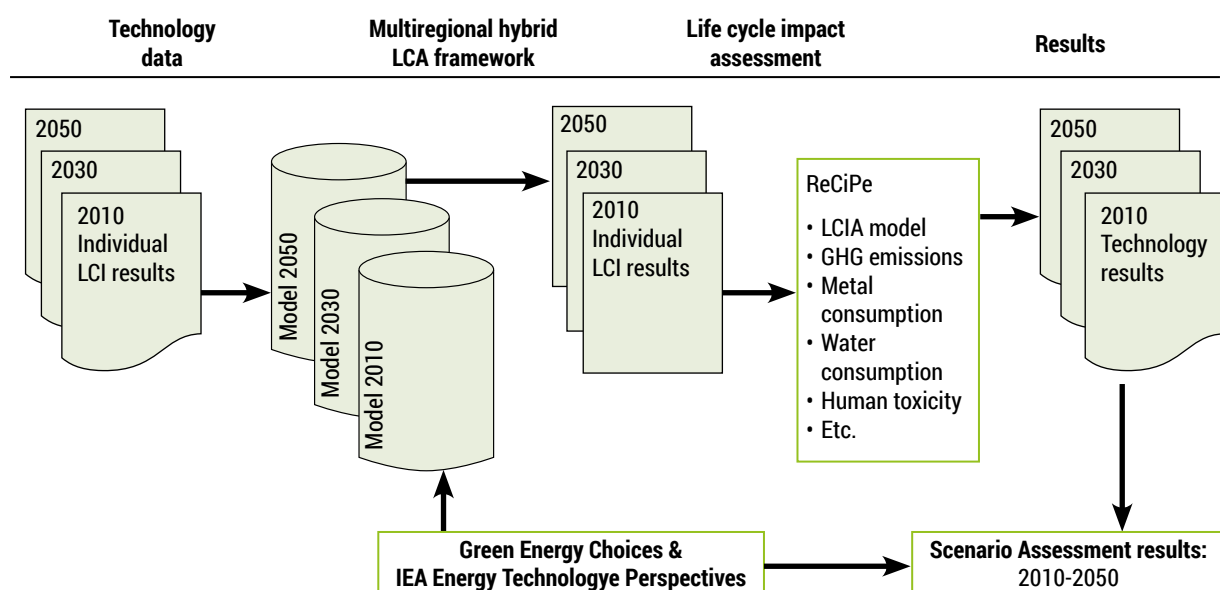 Technology
data
Multiregional hybrid
LCA framework
Life cycle impact
assessment
Results
2050
2030
2010
Individual
LCI results
Model 2050
Model 2030
Model 2010
2050
2030
2010
Individual
LCI results
ReCiPe
• LCIA model
• GHG emissions
• Metal
consumption
• Water
consumption
• Human toxicity
• Etc.
2050
2030
2010
Technology
results
Green Energy Choices &
IEA Energy Technologye Perspectives
Scenario Assessment results:
2010-2050